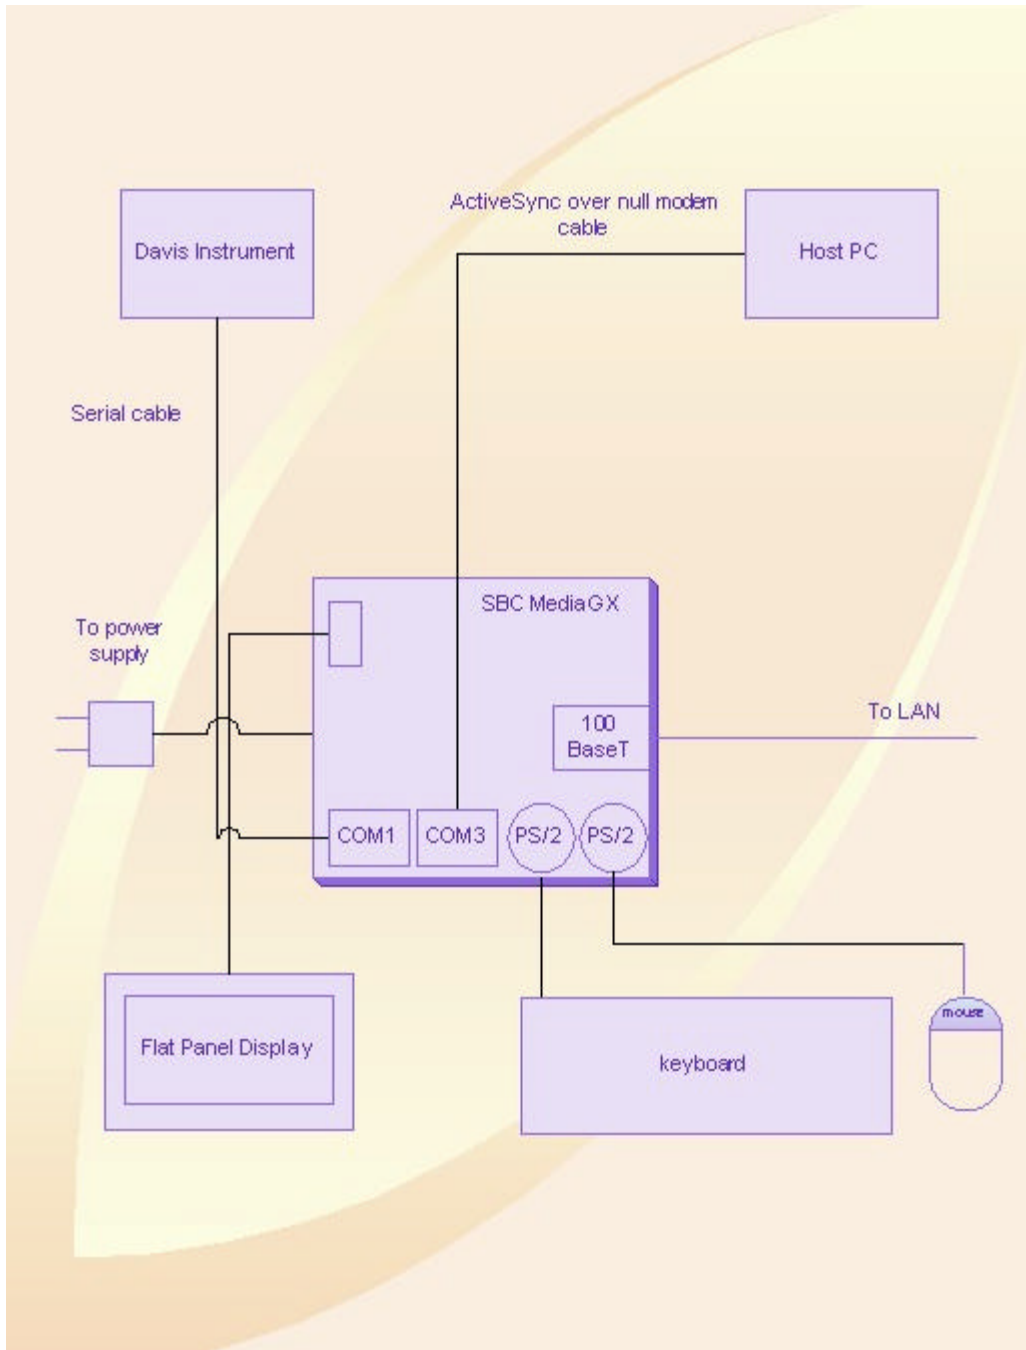 ActiveSync over null modem
cable
Davis Instrument
Host PC
Serial cable
SBC MediaGX
To power
supply
100
BaseT
To LAN
COM1
COM3
PS/2
PS/2
mouse
Flat Panel Display
keyboard